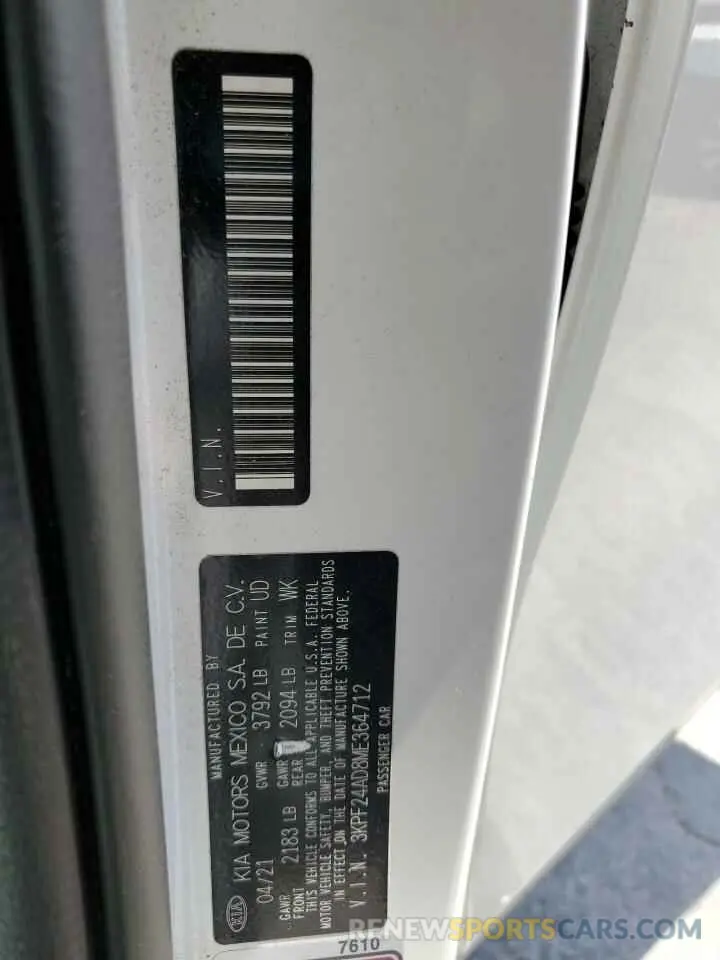 V.I.N.
MANUFACTURED BY
KIA KIA MOTORS MEXICO S.A. DE C.V.
04/21 GVWR 3792 LB PAINT UD
GAWR FRONT 2183 LB GAWR REAR 2094 LB TRIM WK
THIS VEHICLE CONFORMS TO ALL APPLICABLE U.S.A. FEDERAL
MOTOR VEHICLE SAFETY, BUMPER, AND THEFT PREVENTION STANDARDS
IN EFFECT ON THE DATE OF MANUFACTURE SHOWN ABOVE.
V.I.N. 3KPF24AD8ME364712
PASSENGER CAR
7610
RENEWSPORTSCARS.COM